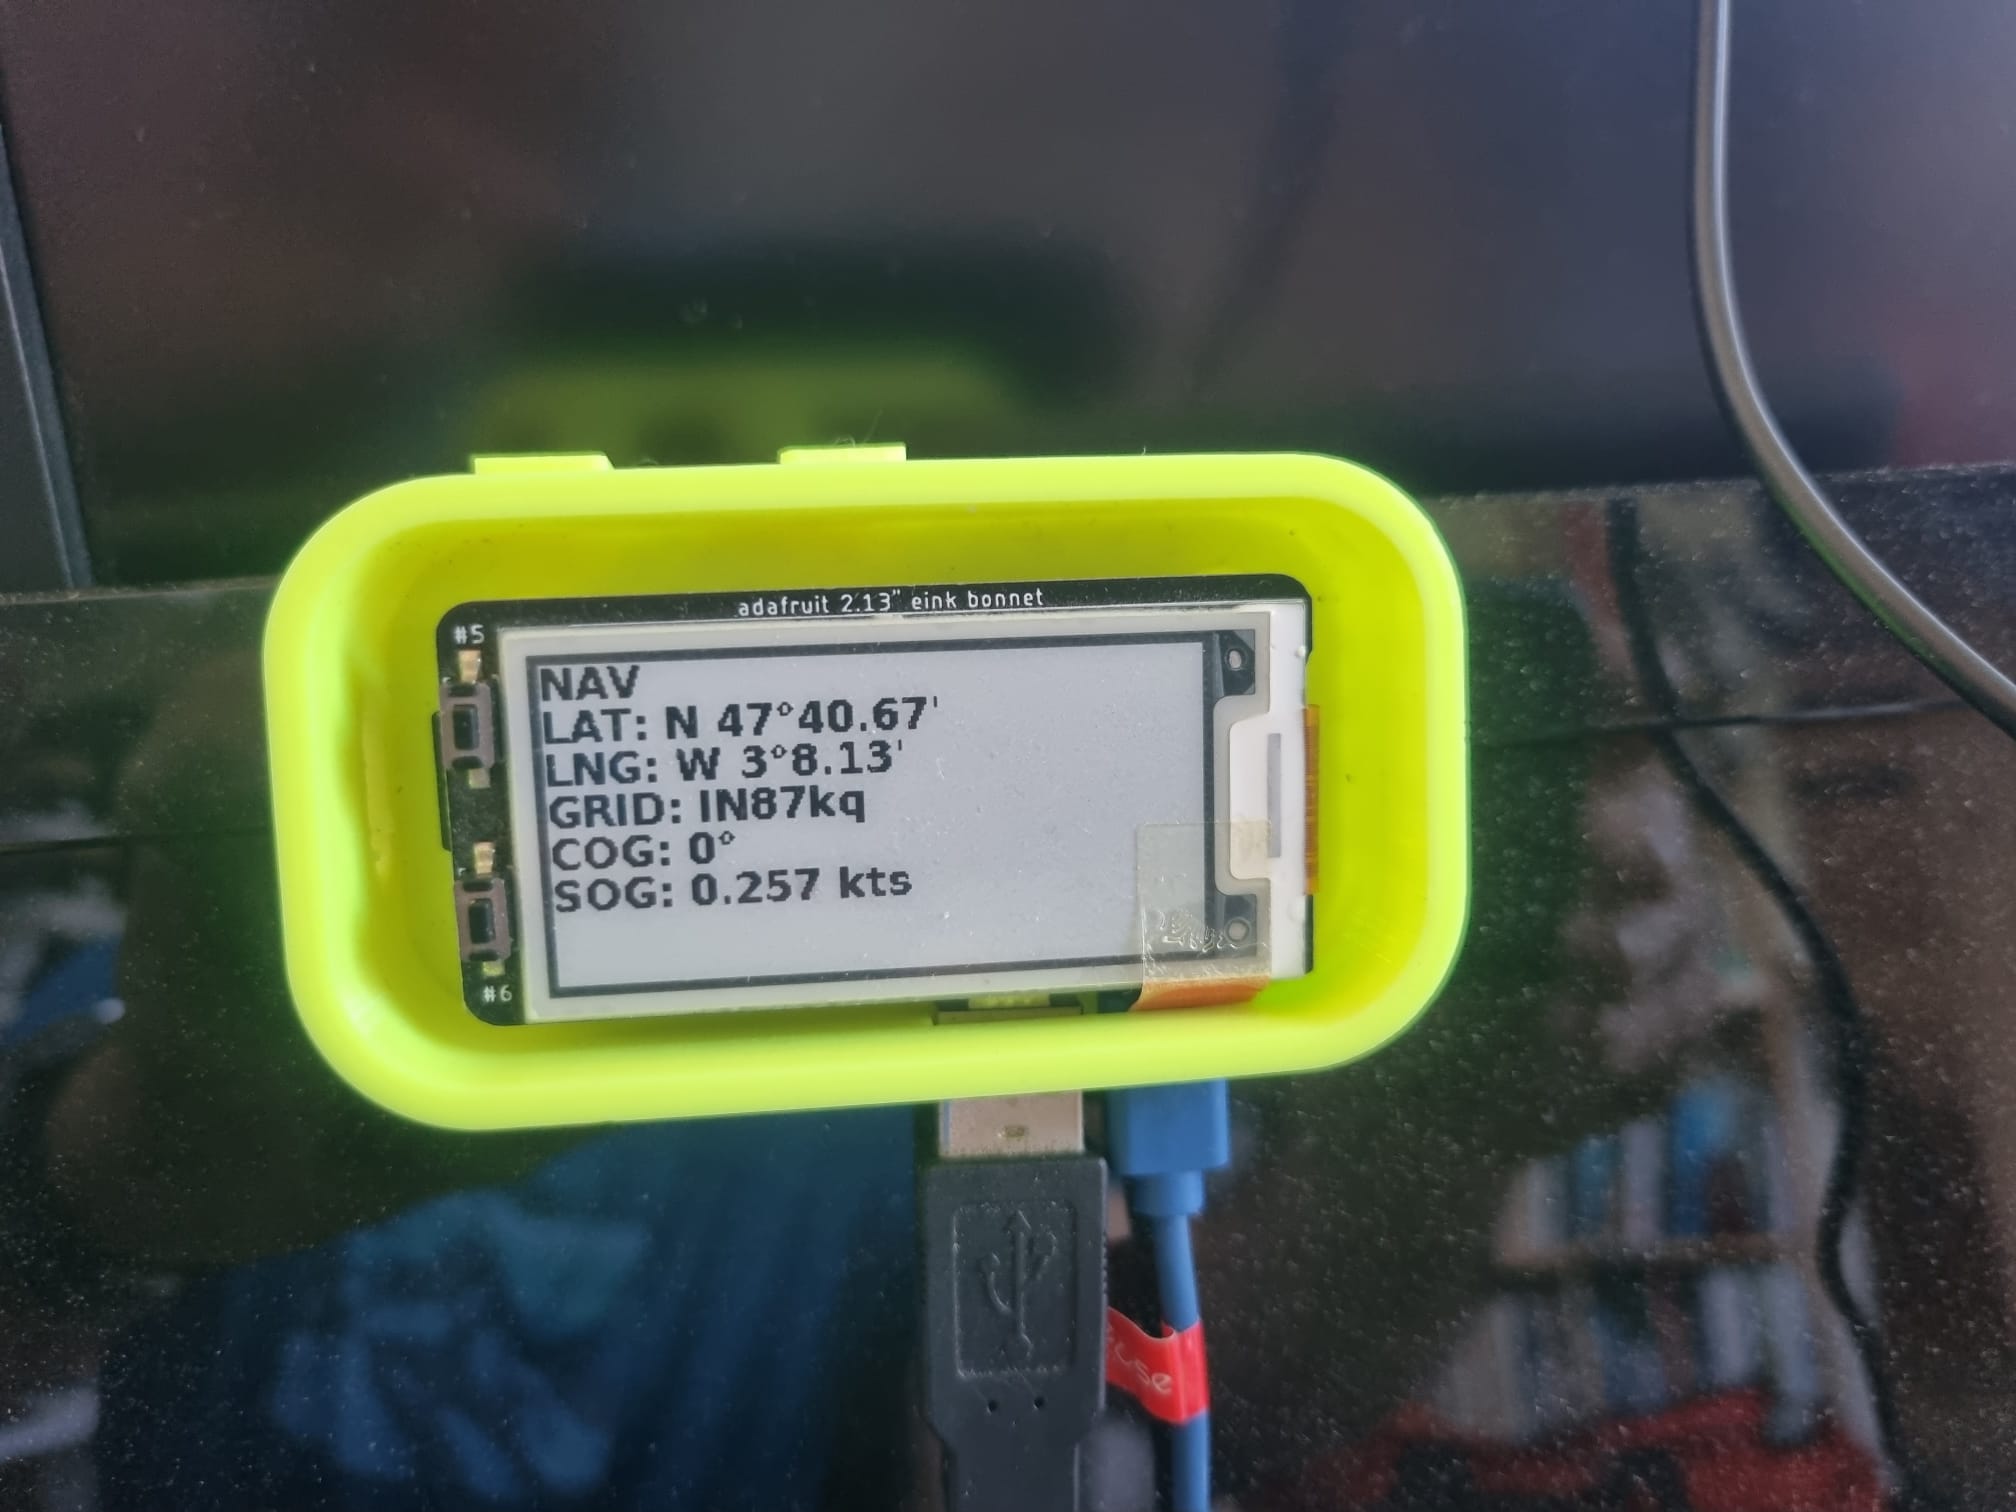 adafruit 2.13" eink bonnet
#5
NAV
LAT: N 47°40.67'
LNG: W 3°8.13'
GRID: IN87kq
COG: 0°
SOG: 0.257 kts
#6